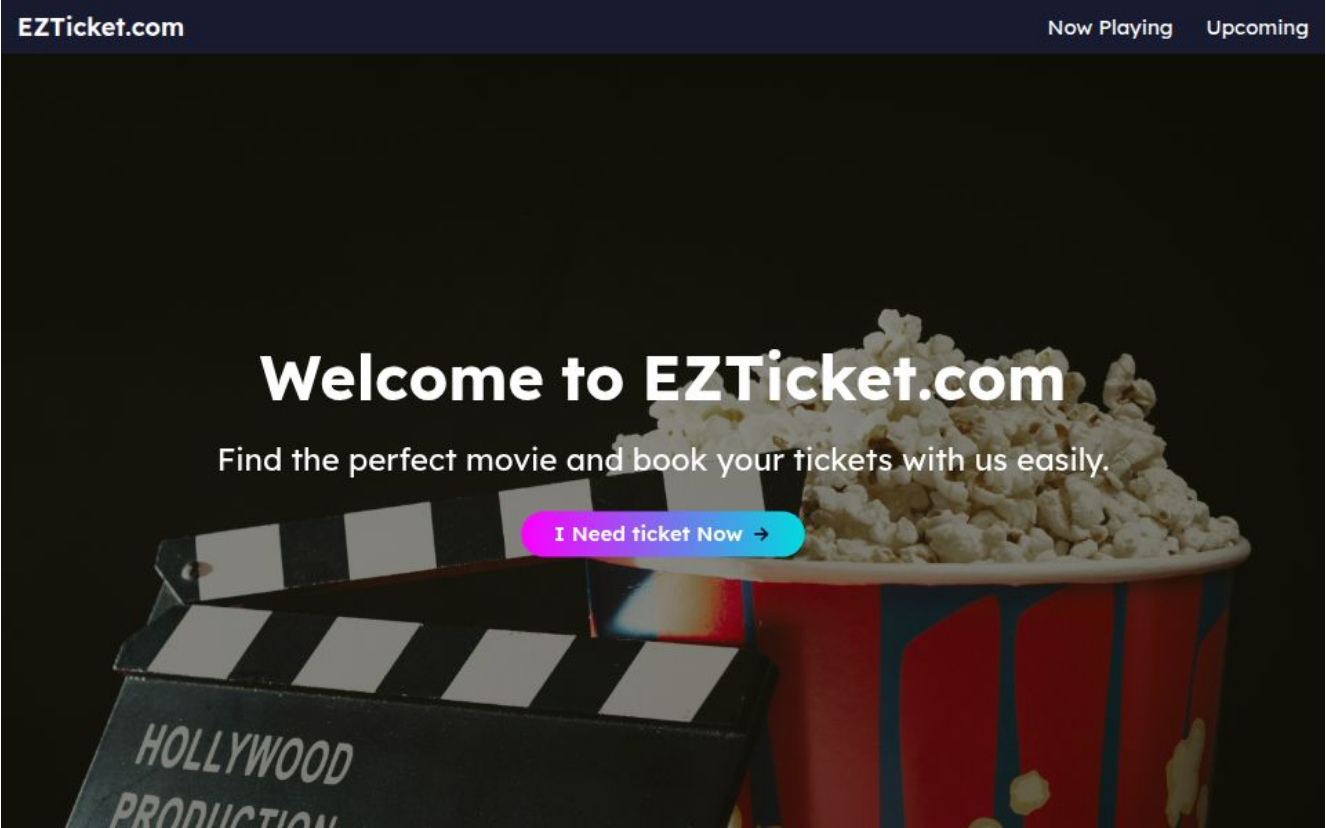 EZTicket.com
Now Playing
Upcoming
Welcome to EZTicket.com
Find the perfect movie and book your tickets with us easily.
I Need ticket Now →
HOLLYWOOD
PRODUCTION